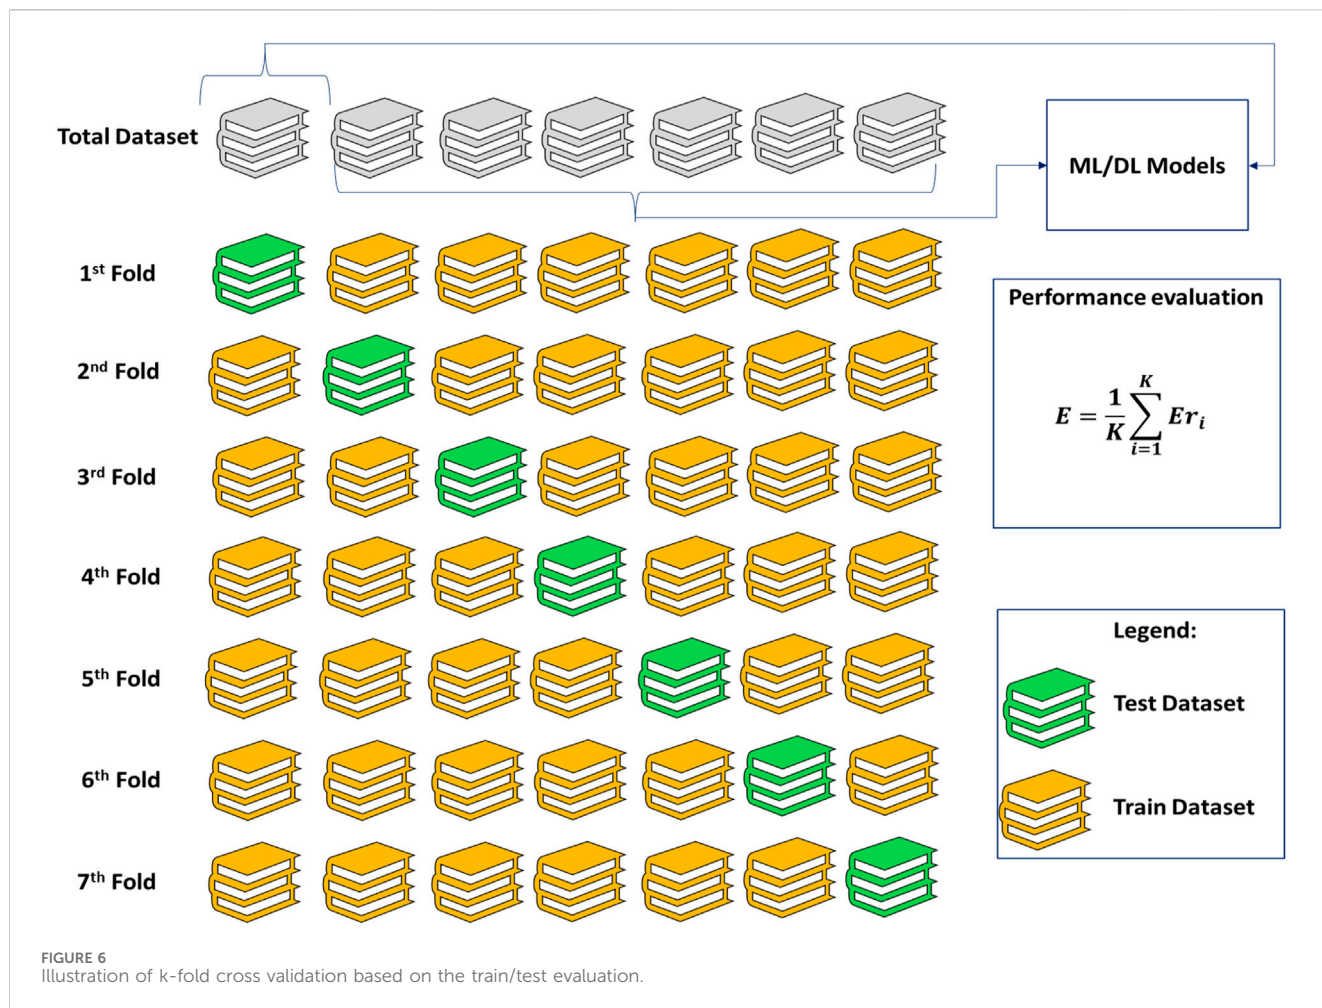 Total Dataset
ML/DL Models
1st Fold
Performance evaluation
2nd Fold
E = 1/K ∑ i=1 K Er_i
3rd Fold
4th Fold
Legend:
5th Fold
Test Dataset
6th Fold
Train Dataset
7th Fold
FIGURE 6
Illustration of k-fold cross validation based on the train/test evaluation.